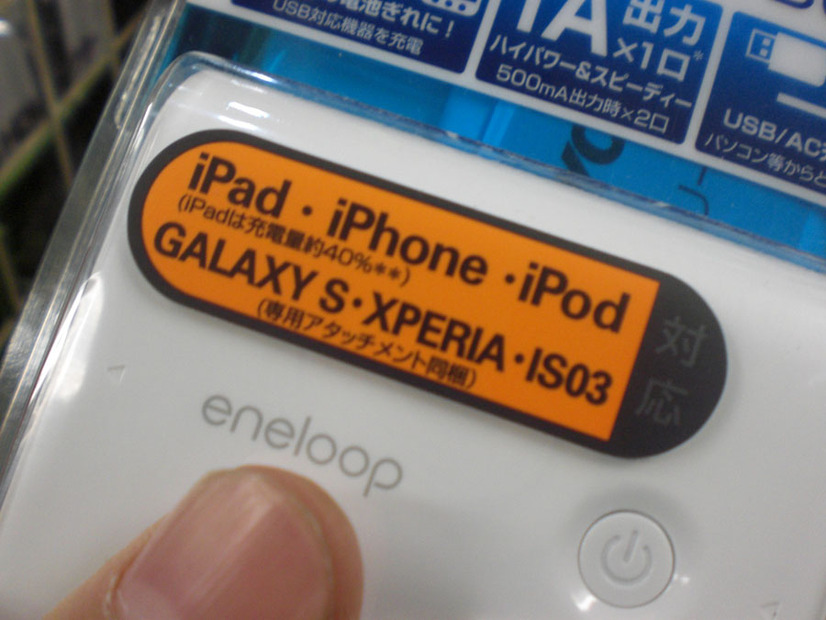 電池ぎれに!
USB対応機器を充電
1A 出力
×1口*
ハイパワー&スピーディー
500mA出力時×2口
USB/AC
パソコン等からと
iPad・iPhone・iPod
(iPadは充電量約40%**)
GALAXY S・XPERIA・IS03
(専用アタッチメント同梱)
対応
eneloop